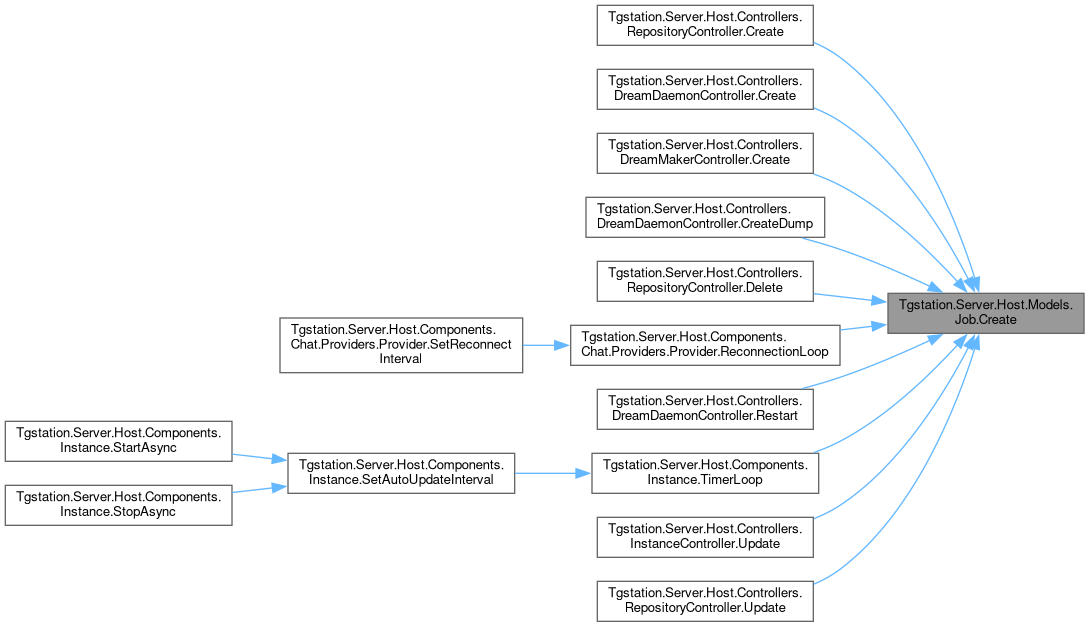 Tgstation.Server.Host.Controllers.
RepositoryController.Create
Tgstation.Server.Host.Controllers.
DreamDaemonController.Create
Tgstation.Server.Host.Controllers.
DreamMakerController.Create
Tgstation.Server.Host.Controllers.
DreamDaemonController.CreateDump
Tgstation.Server.Host.Controllers.
RepositoryController.Delete
Tgstation.Server.Host.Models.
Job.Create
Tgstation.Server.Host.Components.
Chat.Providers.Provider.SetReconnect
Interval
Tgstation.Server.Host.Components.
Chat.Providers.Provider.ReconnectionLoop
Tgstation.Server.Host.Controllers.
DreamDaemonController.Restart
Tgstation.Server.Host.Components.
Instance.StartAsync
Tgstation.Server.Host.Components.
Instance.SetAutoUpdateInterval
Tgstation.Server.Host.Components.
Instance.TimerLoop
Tgstation.Server.Host.Components.
Instance.StopAsync
Tgstation.Server.Host.Controllers.
InstanceController.Update
Tgstation.Server.Host.Controllers.
RepositoryController.Update